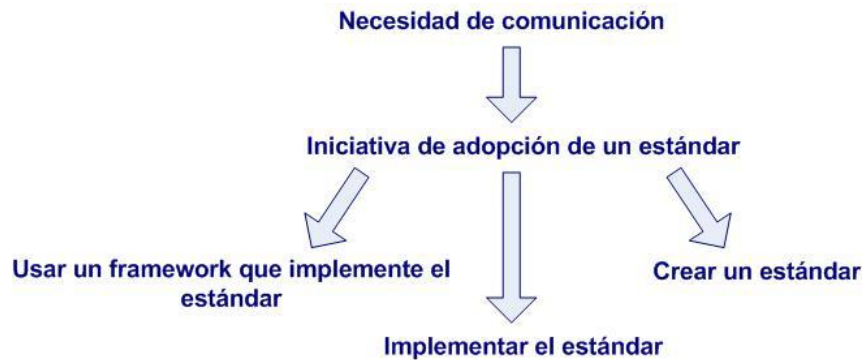 Necesidad de comunicación
Iniciativa de adopción de un estándar
Usar un framework que implemente el
estándar
Crear un estándar
Implementar el estándar